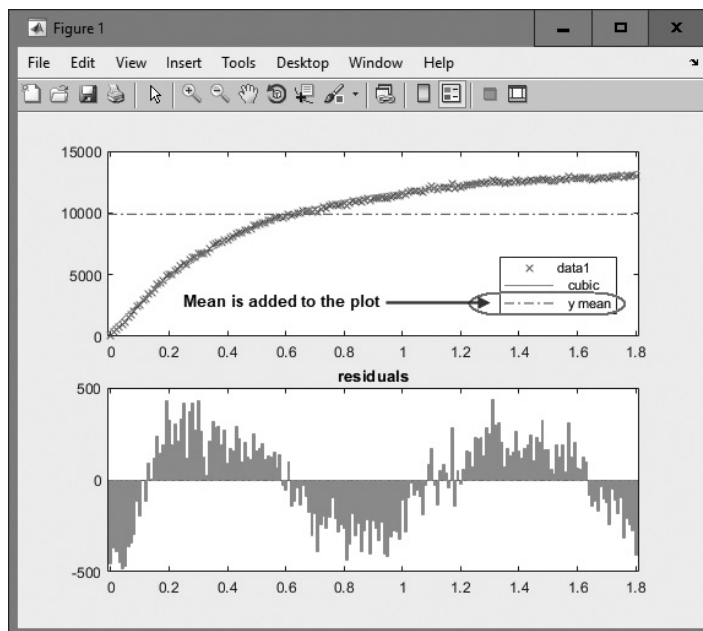 Figure 1
File Edit View Insert Tools Desktop Window Help
15000
10000
5000
0
data1
cubic
y mean
Mean is added to the plot
0 0.2 0.4 0.6 0.8 1 1.2 1.4 1.6 1.8
residuals
500
0
-500
0 0.2 0.4 0.6 0.8 1 1.2 1.4 1.6 1.8